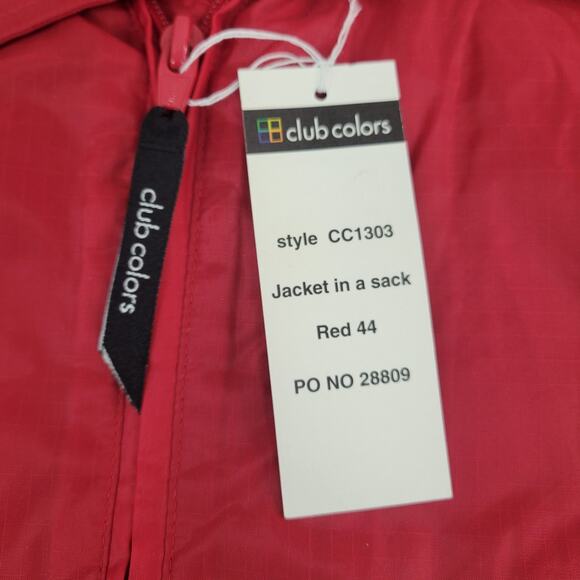 club colors
style CC1303
Jacket in a sack
Red 44
PO NO 28809
club colors